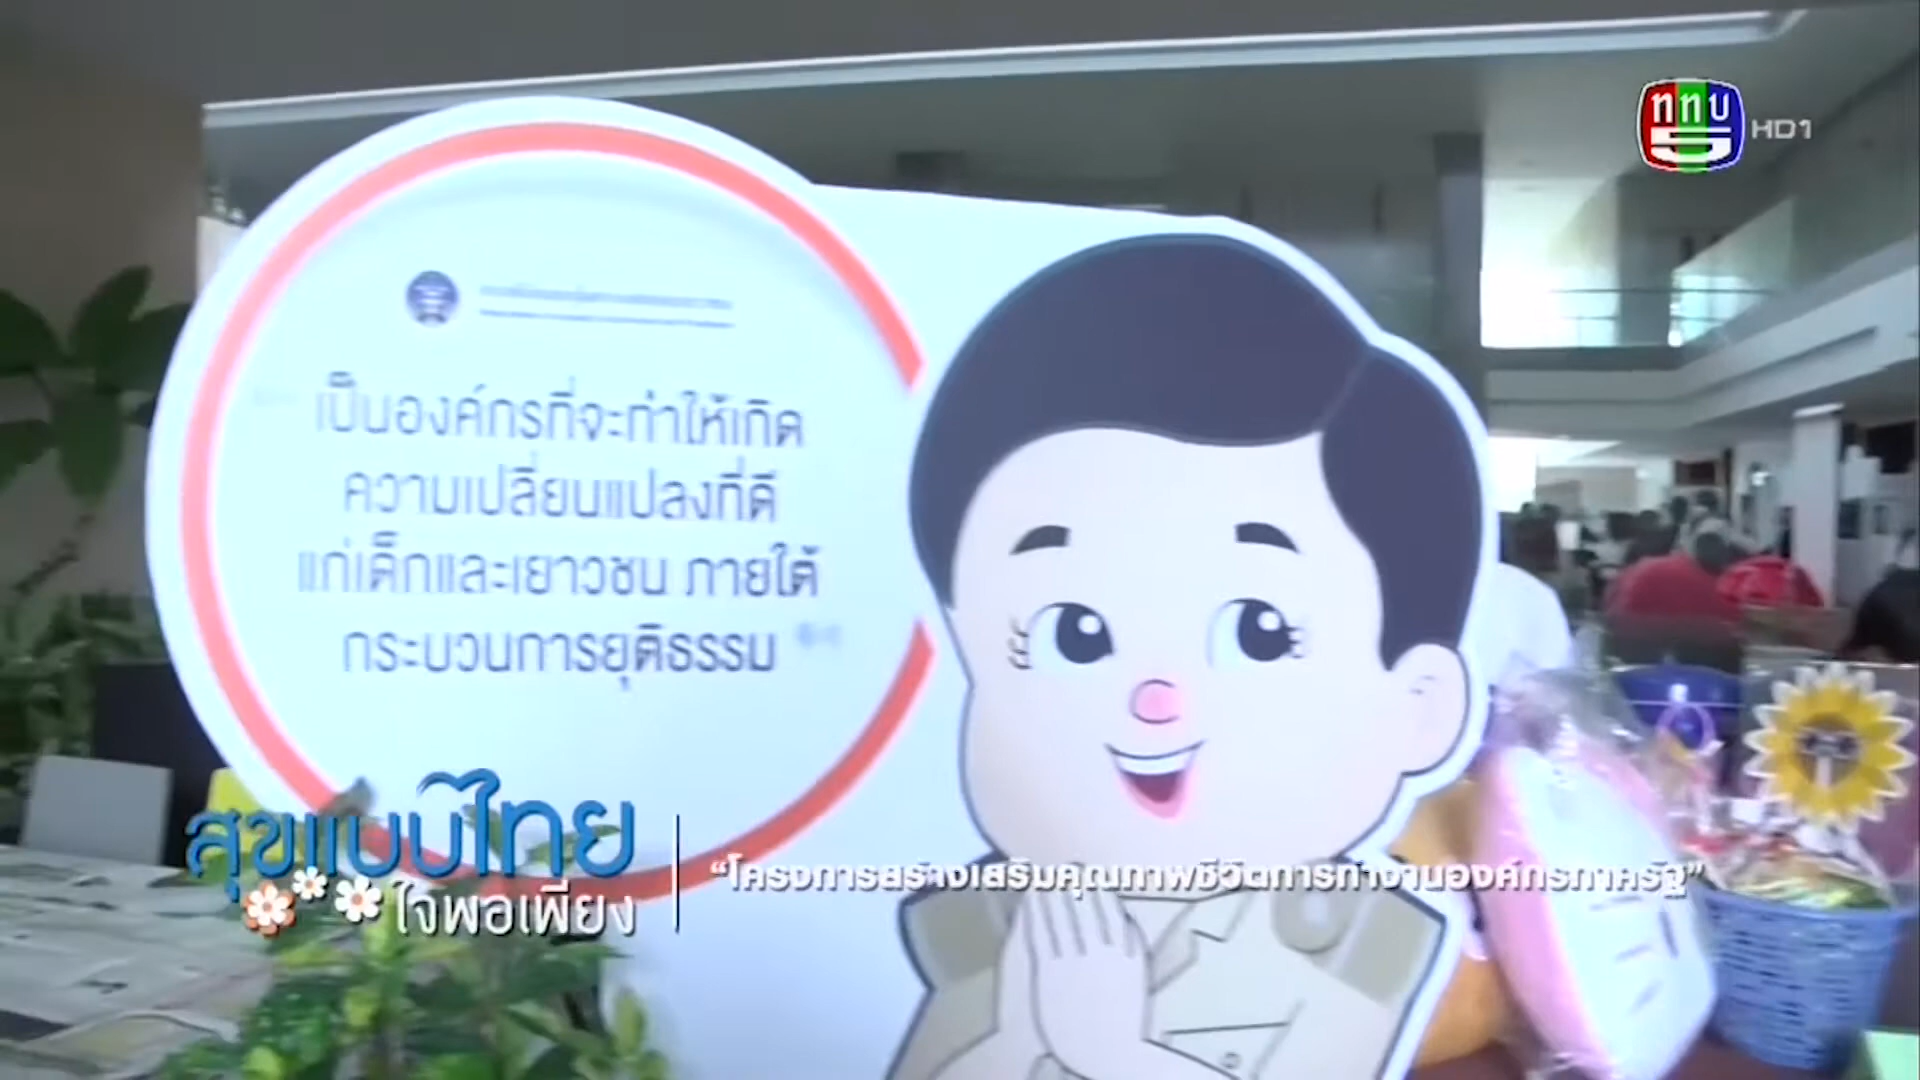 ททบ
5 HD1
เป็นองค์กรที่จะทำให้เกิด
ความเปลี่ยนแปลงที่ดี
แก่เด็กและเยาวชน ภายใต้
กระบวนการยุติธรรม
สุขแบบไทย
ใจพอเพียง
“โครงการสร้างเสริมคุณภาพชีวิตการทำงานองค์กรภาครัฐ”